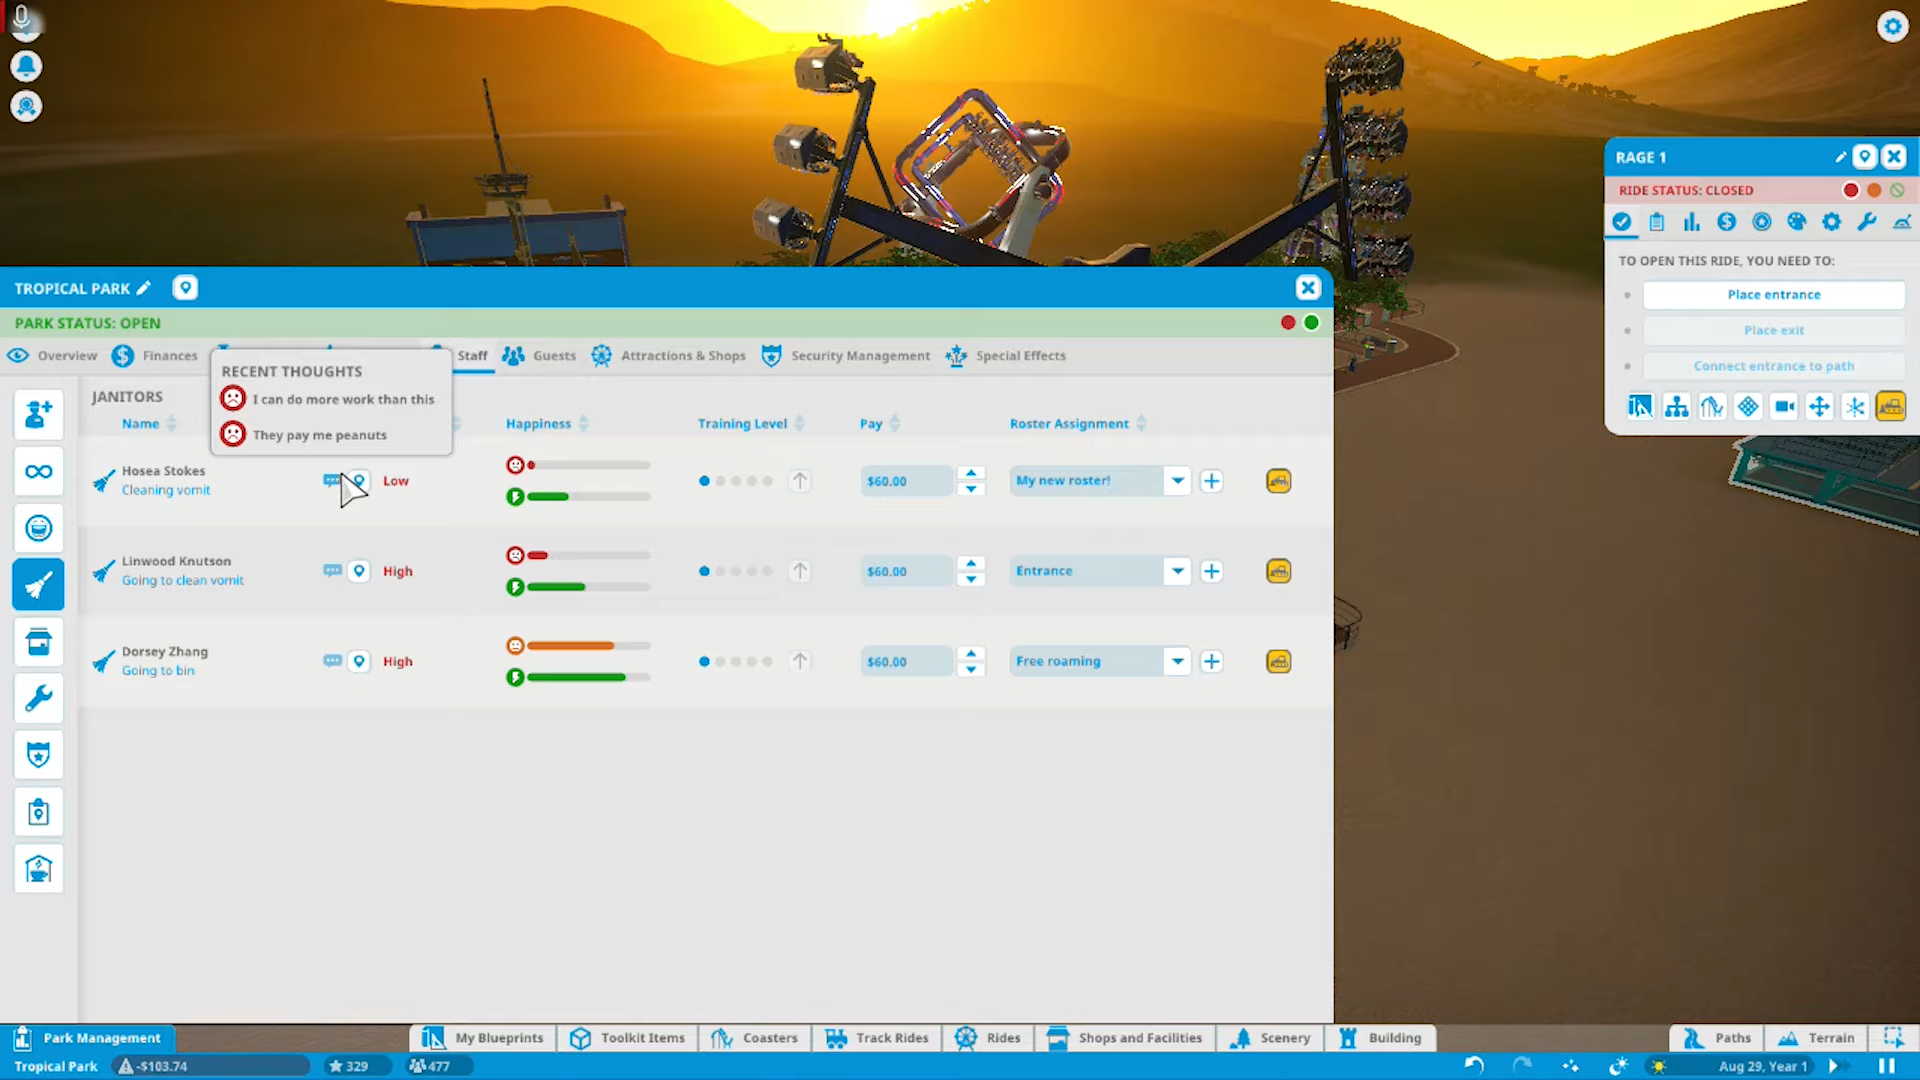 RAGE 1
RIDE STATUS: CLOSED
TO OPEN THIS RIDE, YOU NEED TO:
Place entrance
Place exit
Connect entrance to path
TROPICAL PARK
PARK STATUS: OPEN
Overview Finances Staff Guests Attractions & Shops Security Management Special Effects
RECENT THOUGHTS
I can do more work than this
They pay me peanuts
JANITORS
Name Happiness Training Level Pay Roster Assignment
Hosea Stokes
Cleaning vomit
Low $60.00 My new roster!
Linwood Knutson
Going to clean vomit
High $60.00 Entrance
Dorsey Zhang
Going to bin
High $60.00 Free roaming
Park Management My Blueprints Toolkit Items Coasters Track Rides Rides Shops and Facilities Scenery Building Paths Terrain
Tropical Park -$103.74 329 477 Aug 29, Year 1